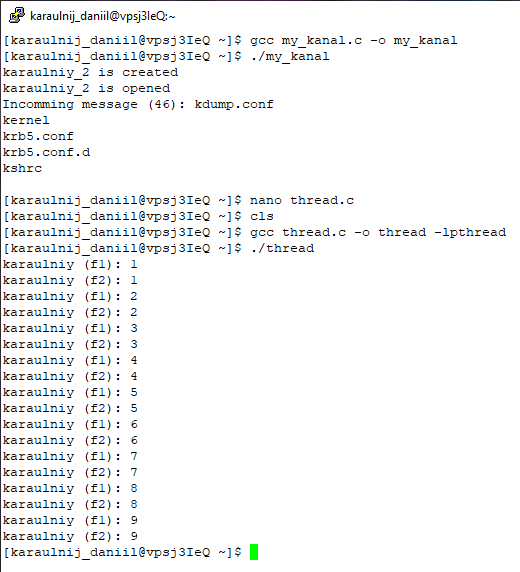 karaulnij_daniil@vpsj3IeQ:~
[karaulnij_daniil@vpsj3IeQ ~]$ gcc my_kanal.c -o my_kanal
[karaulnij_daniil@vpsj3IeQ ~]$ ./my_kanal
karaulniy_2 is created
karaulniy_2 is opened
Incomming message (46): kdump.conf
kernel
krb5.conf
krb5.conf.d
kshrc
[karaulnij_daniil@vpsj3IeQ ~]$ nano thread.c
[karaulnij_daniil@vpsj3IeQ ~]$ cls
[karaulnij_daniil@vpsj3IeQ ~]$ gcc thread.c -o thread -lpthread
[karaulnij_daniil@vpsj3IeQ ~]$ ./thread
karaulniy (f1): 1
karaulniy (f2): 1
karaulniy (f1): 2
karaulniy (f2): 2
karaulniy (f1): 3
karaulniy (f2): 3
karaulniy (f1): 4
karaulniy (f2): 4
karaulniy (f1): 5
karaulniy (f2): 5
karaulniy (f1): 6
karaulniy (f2): 6
karaulniy (f1): 7
karaulniy (f2): 7
karaulniy (f1): 8
karaulniy (f2): 8
karaulniy (f1): 9
karaulniy (f2): 9
[karaulnij_daniil@vpsj3IeQ ~]$